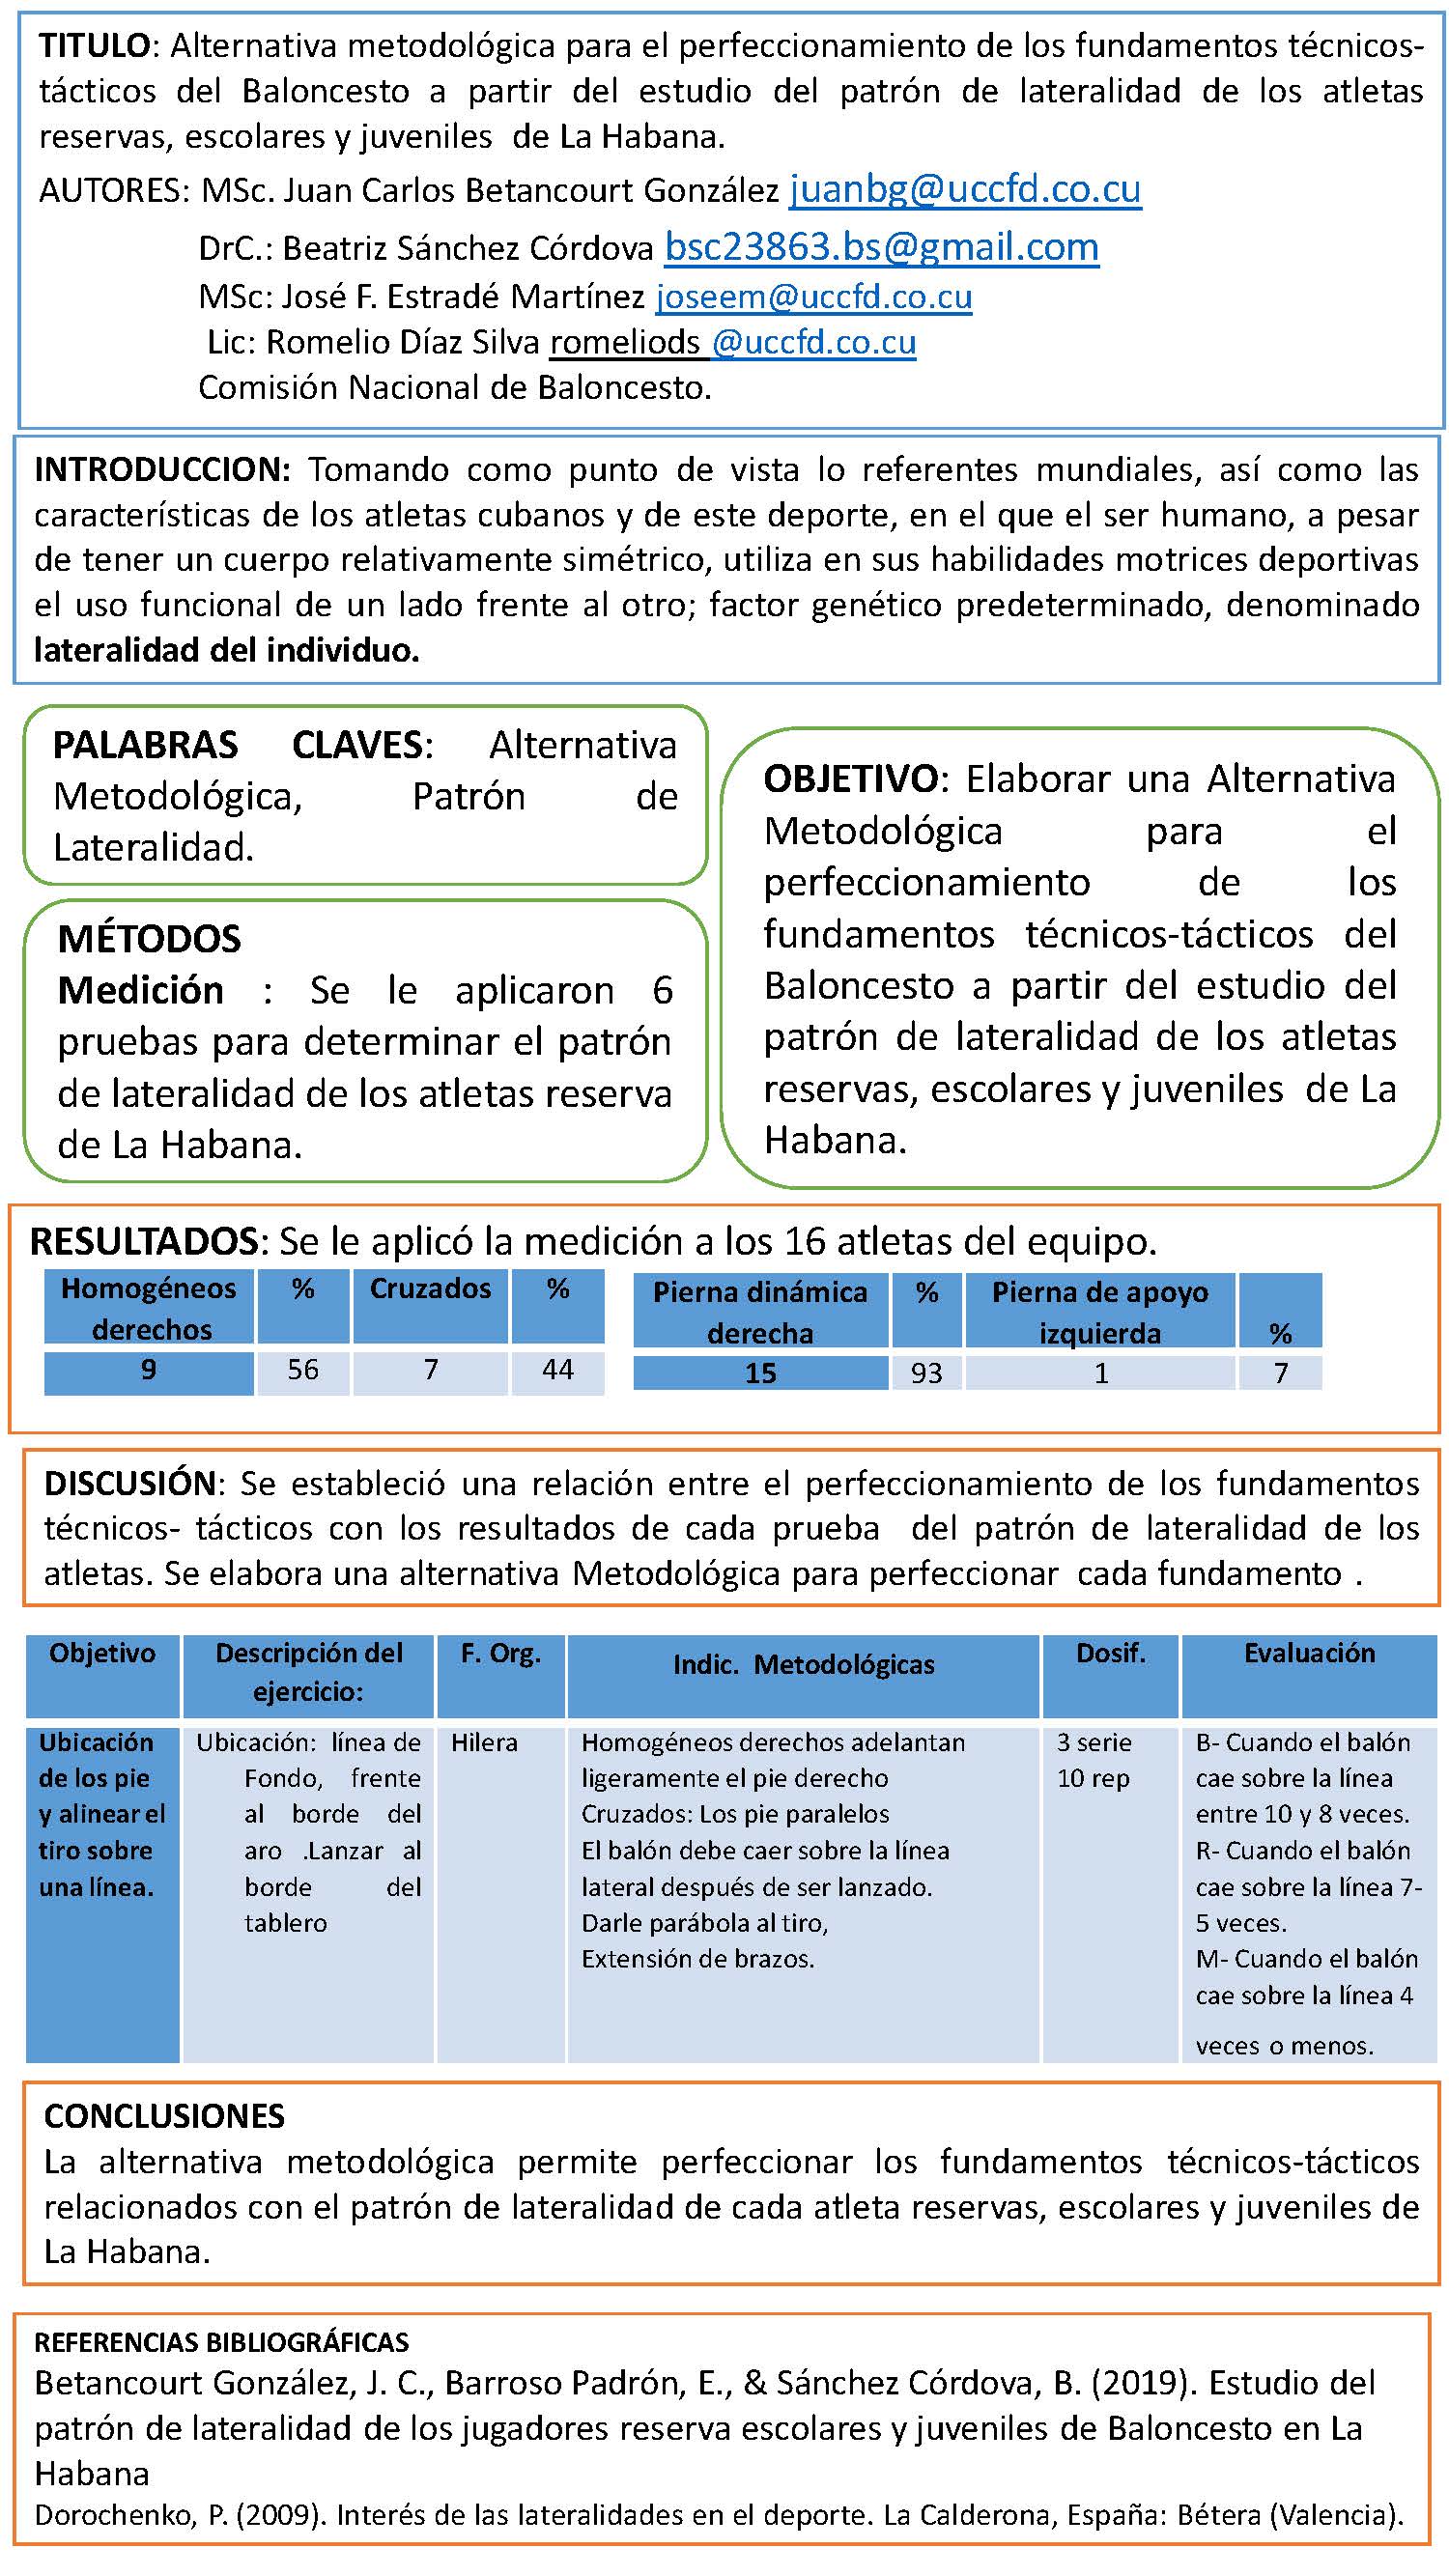 TITULO: Alternativa metodológica para el perfeccionamiento de los fundamentos técnicos-
tácticos del Baloncesto a partir del estudio del patrón de lateralidad de los atletas
reservas, escolares y juveniles de La Habana.
AUTORES: MSc. Juan Carlos Betancourt González juanbg@uccfd.co.cu
DrC.: Beatriz Sánchez Córdova bsc23863.bs@gmail.com
MSc: José F. Estradé Martínez joseem@uccfd.co.cu
Lic: Romelio Díaz Silva romeliods @uccfd.co.cu
Comisión Nacional de Baloncesto.
INTRODUCCION: Tomando como punto de vista lo referentes mundiales, así como las
características de los atletas cubanos y de este deporte, en el que el ser humano, a pesar
de tener un cuerpo relativamente simétrico, utiliza en sus habilidades motrices deportivas
el uso funcional de un lado frente al otro; factor genético predeterminado, denominado
lateralidad del individuo.
PALABRAS CLAVES: Alternativa
Metodológica, Patrón de
Lateralidad.
MÉTODOS
Medición : Se le aplicaron 6
pruebas para determinar el patrón
de lateralidad de los atletas reserva
de La Habana.
OBJETIVO: Elaborar una Alternativa
Metodológica para el
perfeccionamiento de los
fundamentos técnicos-tácticos del
Baloncesto a partir del estudio del
patrón de lateralidad de los atletas
reservas, escolares y juveniles de La
Habana.
RESULTADOS: Se le aplicó la medición a los 16 atletas del equipo.
Homogéneos % Cruzados %
derechos
9 56 7 44
Pierna dinámica % Pierna de apoyo
derecha izquierda %
15 93 1 7
DISCUSIÓN: Se estableció una relación entre el perfeccionamiento de los fundamentos
técnicos- tácticos con los resultados de cada prueba del patrón de lateralidad de los
atletas. Se elabora una alternativa Metodológica para perfeccionar cada fundamento .
Objetivo
Descripción del
ejercicio:
F. Org.
Indic. Metodológicas
Dosif.
Evaluación
Ubicación
de los pie
y alinear el
tiro sobre
una línea.
Ubicación: línea de
Fondo, frente
al borde del
aro .Lanzar al
borde del
tablero
Hilera
Homogéneos derechos adelantan
ligeramente el pie derecho
Cruzados: Los pie paralelos
El balón debe caer sobre la línea
lateral después de ser lanzado.
Darle parábola al tiro,
Extensión de brazos.
3 serie
10 rep
B- Cuando el balón
cae sobre la línea
entre 10 y 8 veces.
R- Cuando el balón
cae sobre la línea 7-
5 veces.
M- Cuando el balón
cae sobre la línea 4
veces o menos.
CONCLUSIONES
La alternativa metodológica permite perfeccionar los fundamentos técnicos-tácticos
relacionados con el patrón de lateralidad de cada atleta reservas, escolares y juveniles de
La Habana.
REFERENCIAS BIBLIOGRÁFICAS
Betancourt González, J. C., Barroso Padrón, E., & Sánchez Córdova, B. (2019). Estudio del
patrón de lateralidad de los jugadores reserva escolares y juveniles de Baloncesto en La
Habana
Dorochenko, P. (2009). Interés de las lateralidades en el deporte. La Calderona, España: Bétera (Valencia).